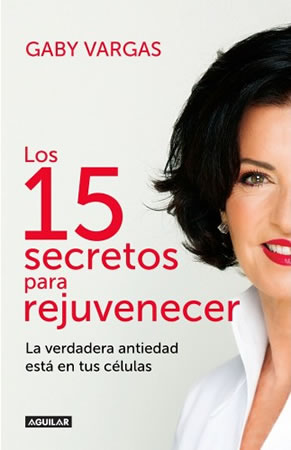 GABY VARGAS
Los
15
secretos
para
rejuvenecer
La verdadera antiedad
está en tus células
AGUILAR